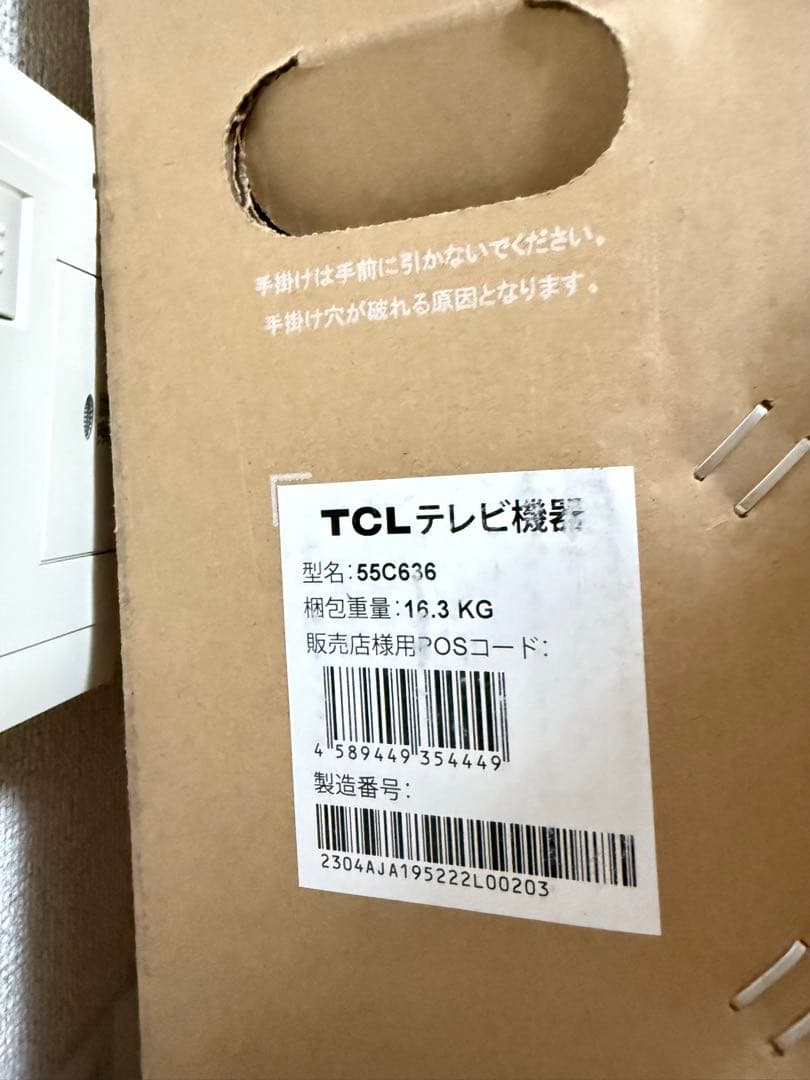 手掛けは手前に引かないでください。
手掛け穴が破れる原因となります。
TCLテレビ機器
型名:55C636
梱包重量:16.3 KG
販売店様用POSコード:
4 589449 354449
製造番号:
2304AJA195222L00203